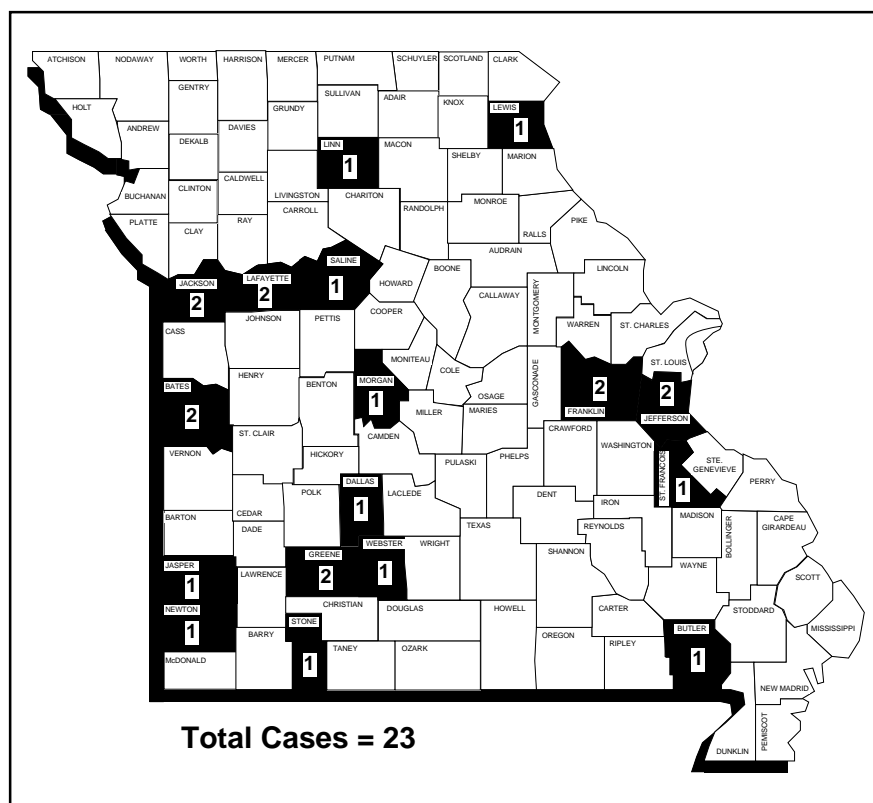 ATCHISON NODAWAY WORTH HARRISON MERCER PUTNAM SCHUYLER SCOTLAND CLARK
GENTRY SULLIVAN ADAIR KNOX LEWIS
HOLT GRUNDY 1
ANDREW DEKALB DAVIES LINN MACON
1 SHELBY MARION
BUCHANAN CLINTON CALDWELL LIVINGSTON CHARITON MONROE
PLATTE CLAY RAY CARROLL RANDOLPH RALLS PIKE
AUDRAIN
JACKSON LAFAYETTE SALINE HOWARD BOONE LINCOLN
2 2 1 CALLAWAY MONTGOMERY
CASS JOHNSON PETTIS COOPER WARREN ST. CHARLES
MONITEAU ST. LOUIS
BATES HENRY BENTON MORGAN COLE OSAGE GASCONADE 2 2
2 1 MILLER MARIES FRANKLIN JEFFERSON
ST. CLAIR CAMDEN CRAWFORD WASHINGTON
VERNON HICKORY PULASKI PHELPS ST. FRANCOIS STE.
GENEVIEVE
DALLAS LACLEDE 1 PERRY
POLK 1 DENT IRON
BARTON CEDAR DADE TEXAS REYNOLDS MADISON BOLLINGER CAPE
GIRARDEAU
GREENE WEBSTER WRIGHT SHANNON
JASPER LAWRENCE 2 1 WAYNE SCOTT
1
NEWTON CHRISTIAN DOUGLAS HOWELL CARTER STODDARD MISSISSIPPI
1 STONE OREGON RIPLEY BUTLER
McDONALD BARRY 1 TANEY OZARK 1
NEW MADRID
Total Cases = 23
DUNKLIN PEMISCOT